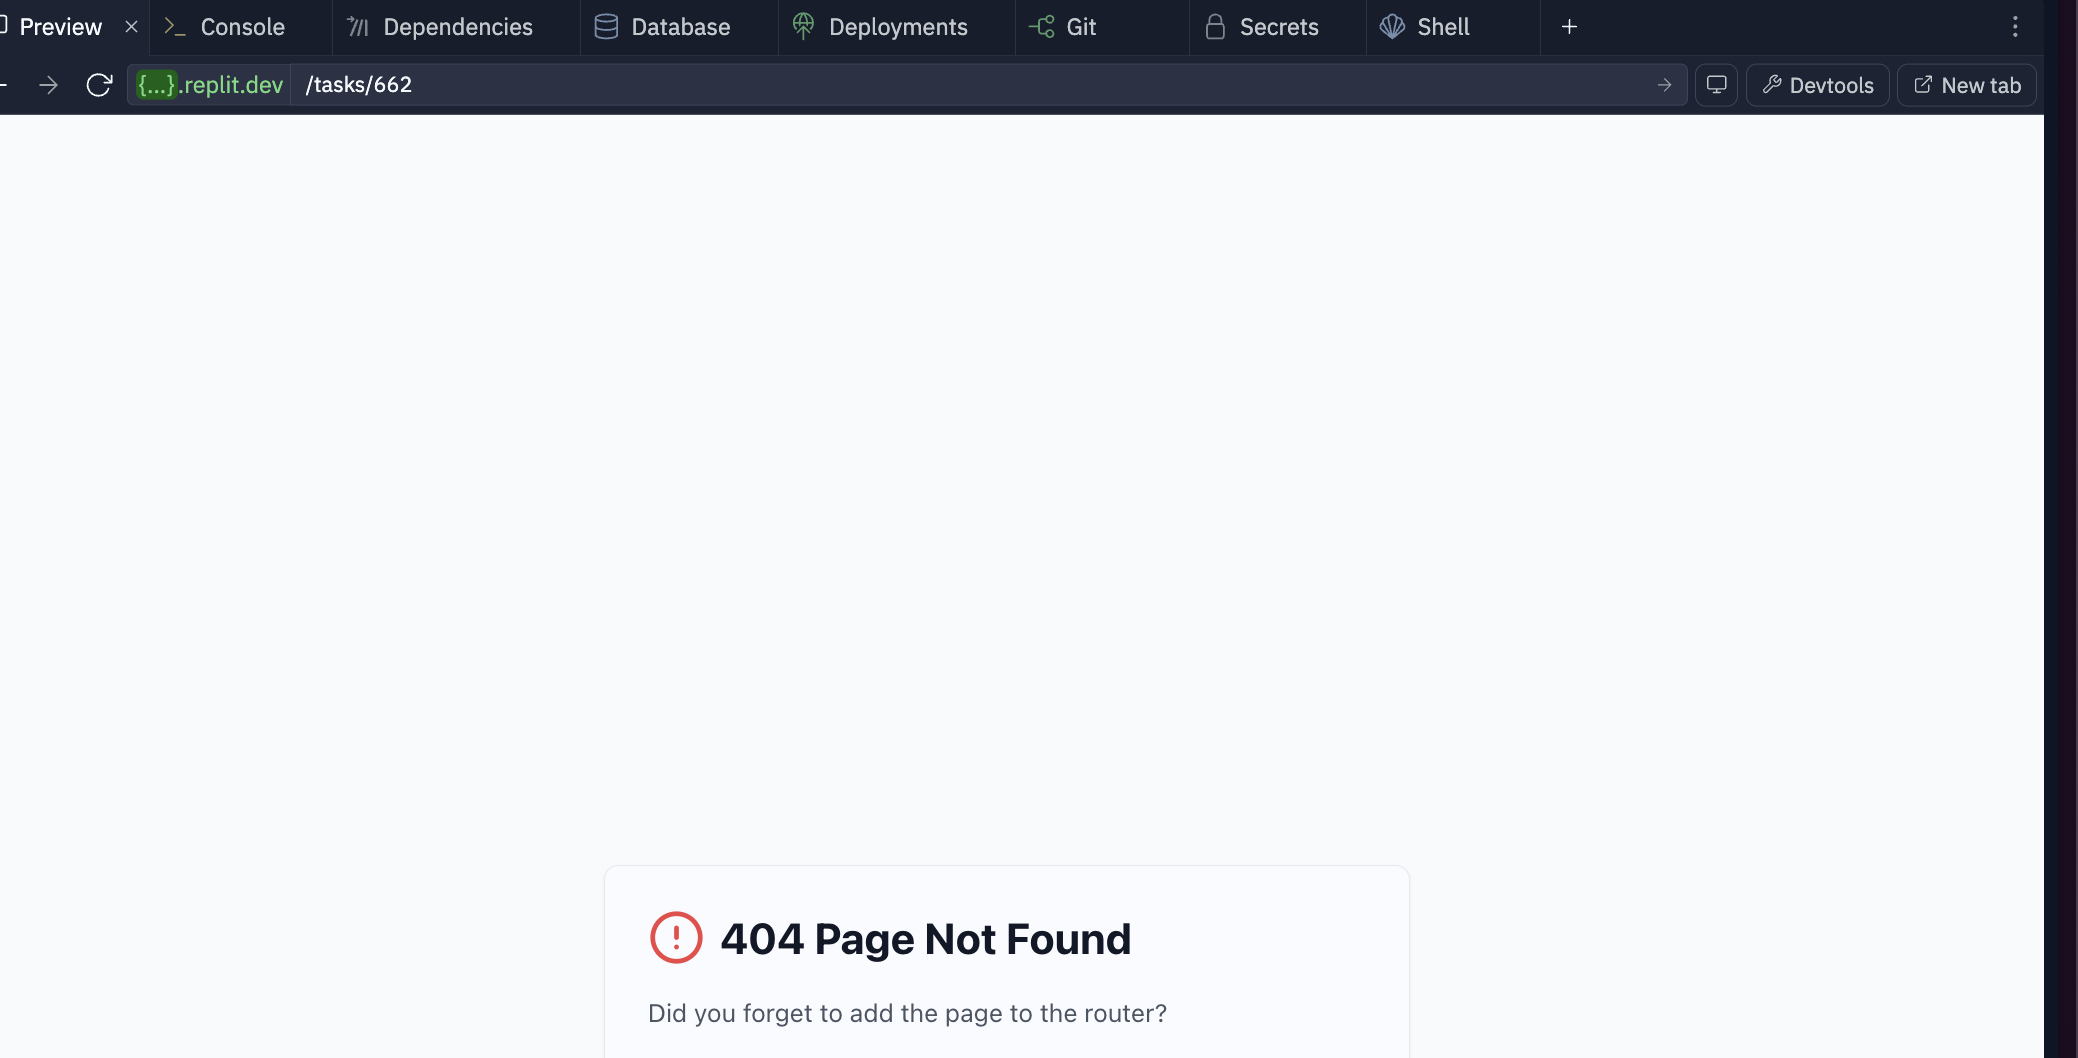 Preview Console Dependencies Database Deployments Git Secrets Shell
{...}.replit.dev /tasks/662 Devtools New tab
404 Page Not Found
Did you forget to add the page to the router?